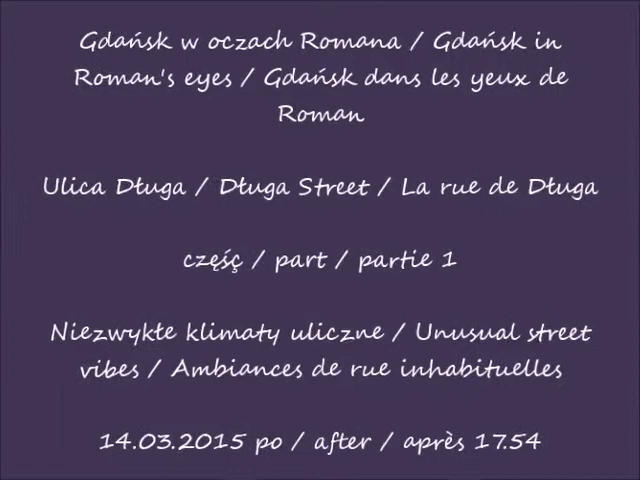 Gdańsk w oczach Romana / Gdańsk in
Roman's eyes / Gdańsk dans les yeux de
Roman
Ulica Długa / Długa Street / La rue de Długa
częśç / part / partie 1
Niezwykłe klimaty uliczne / Unusual street
vibes / Ambiances de rue inhabituelles
14.03.2015 po / after / après 17.54